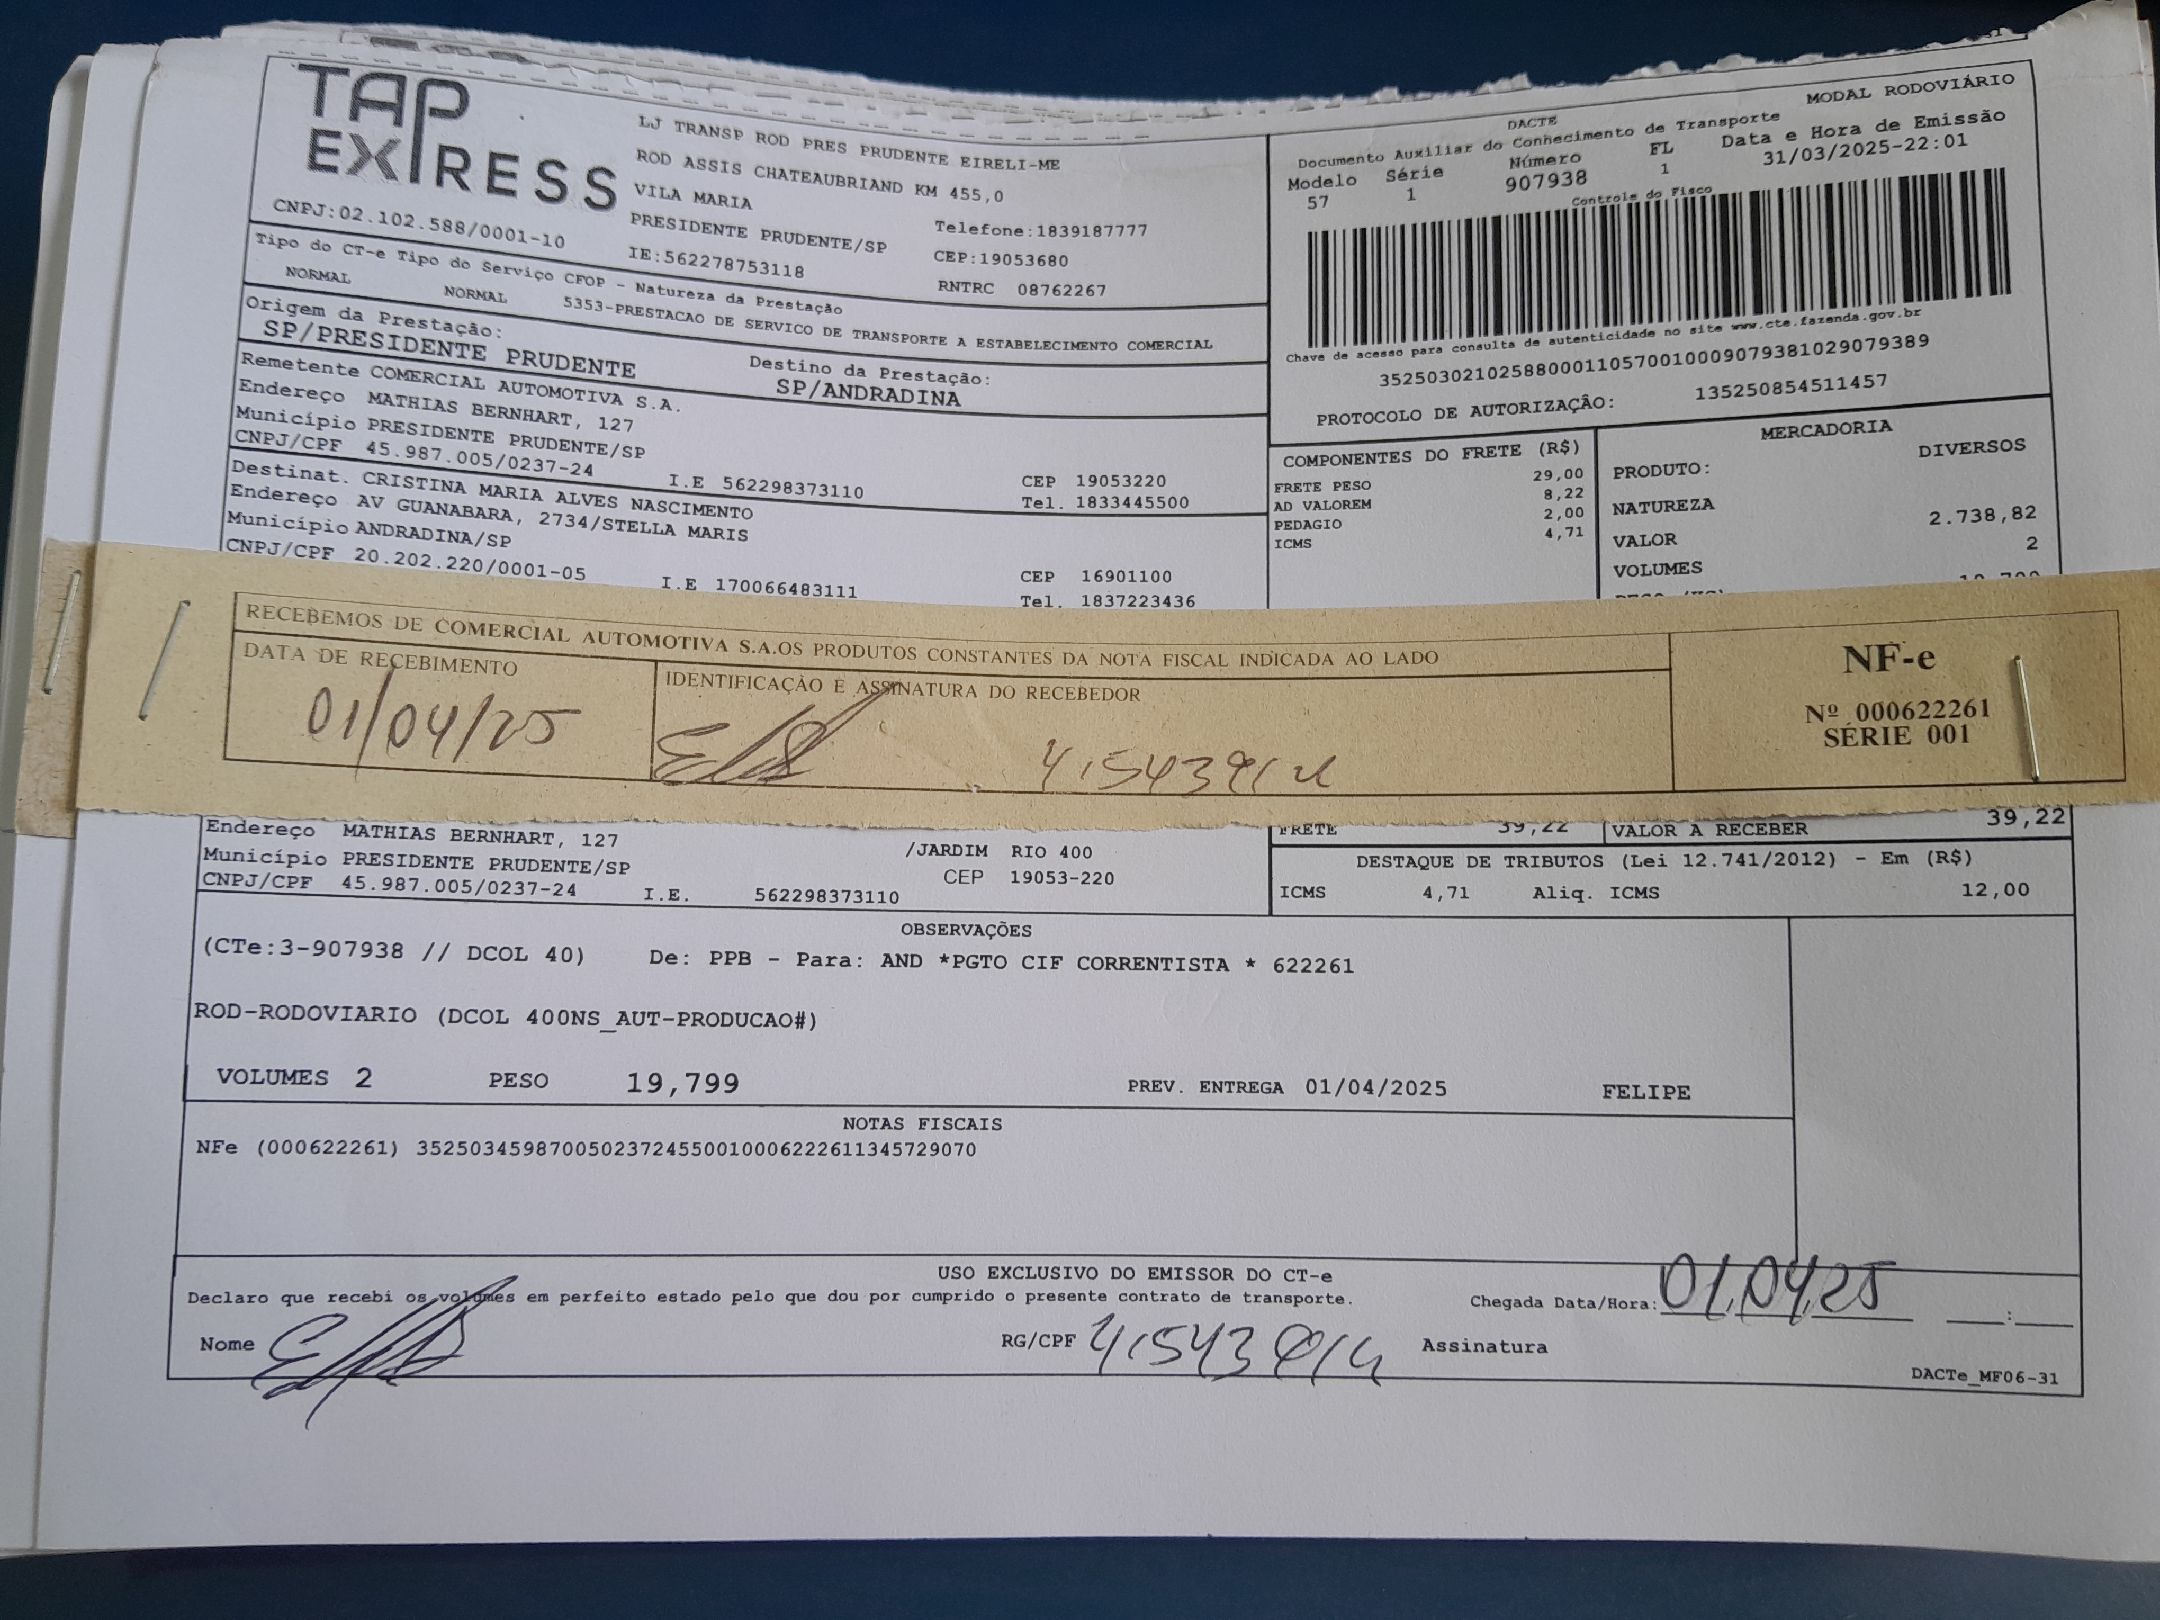 TAP
EXPRESS
CNPJ:02.102.588/0001-10
LJ TRANSP ROD PRES PRUDENTE EIRELI-ME
ROD ASSIS CHATEAUBRIAND KM 455,0
VILA MARIA
PRESIDENTE PRUDENTE/SP
IE:562278753118
Telefone:1839187777
CEP:19053680
RNTRC 08762267
DACTE
MODAL RODOVIÁRIO
Documento Auxiliar do Conhecimento de Transporte
Modelo Série Número FL Data e Hora de Emissão
57 1 907938 1 31/03/2025-22:01
Controle do Fisco
Chave de acesso para consulta de autenticidade no site www.cte.fazenda.gov.br
35250302102588000110570010009079381029079389
PROTOCOLO DE AUTORIZAÇÃO: 135250854511457
Tipo do CT-e Tipo do Serviço CFOP - Natureza da Prestação
NORMAL NORMAL 5353-PRESTACAO DE SERVICO DE TRANSPORTE A ESTABELECIMENTO COMERCIAL
Origem da Prestação:
SP/PRESIDENTE PRUDENTE
Destino da Prestação:
SP/ANDRADINA
Remetente COMERCIAL AUTOMOTIVA S.A.
Endereço MATHIAS BERNHART, 127
Município PRESIDENTE PRUDENTE/SP
CNPJ/CPF 45.987.005/0237-24 I.E 562298373110
CEP 19053220
Tel. 1833445500
Destinat. CRISTINA MARIA ALVES NASCIMENTO
Endereço AV GUANABARA, 2734/STELLA MARIS
Município ANDRADINA/SP
CNPJ/CPF 20.202.220/0001-05 I.E 170066483111
CEP 16901100
Tel. 1837223436
COMPONENTES DO FRETE (R$)
FRETE PESO 29,00
AD VALOREM 8,22
PEDAGIO 2,00
ICMS 4,71
MERCADORIA
PRODUTO: DIVERSOS
NATUREZA
VALOR 2.738,82
VOLUMES 2
RECEBEMOS DE COMERCIAL AUTOMOTIVA S.A.OS PRODUTOS CONSTANTES DA NOTA FISCAL INDICADA AO LADO
DATA DE RECEBIMENTO
01/04/25
IDENTIFICAÇÃO E ASSINATURA DO RECEBEDOR
NF-e
Nº 000622261
SÉRIE 001
Endereço MATHIAS BERNHART, 127
Município PRESIDENTE PRUDENTE/SP
CNPJ/CPF 45.987.005/0237-24 I.E. 562298373110
/JARDIM RIO 400
CEP 19053-220
FRETE 39,22 VALOR A RECEBER 39,22
DESTAQUE DE TRIBUTOS (Lei 12.741/2012) - Em (R$)
ICMS 4,71 Aliq. ICMS 12,00
OBSERVAÇÕES
(CTe:3-907938 // DCOL 40) De: PPB - Para: AND *PGTO CIF CORRENTISTA * 622261
ROD-RODOVIARIO (DCOL 400NS_AUT-PRODUCAO#)
VOLUMES 2 PESO 19,799 PREV. ENTREGA 01/04/2025 FELIPE
NOTAS FISCAIS
NFe (000622261) 35250345987005023724550010006222611345729070
USO EXCLUSIVO DO EMISSOR DO CT-e
Declaro que recebi os volumes em perfeito estado pelo que dou por cumprido o presente contrato de transporte. Chegada Data/Hora: 01/04/25 :
Nome RG/CPF Assinatura
DACTe_MF06-31